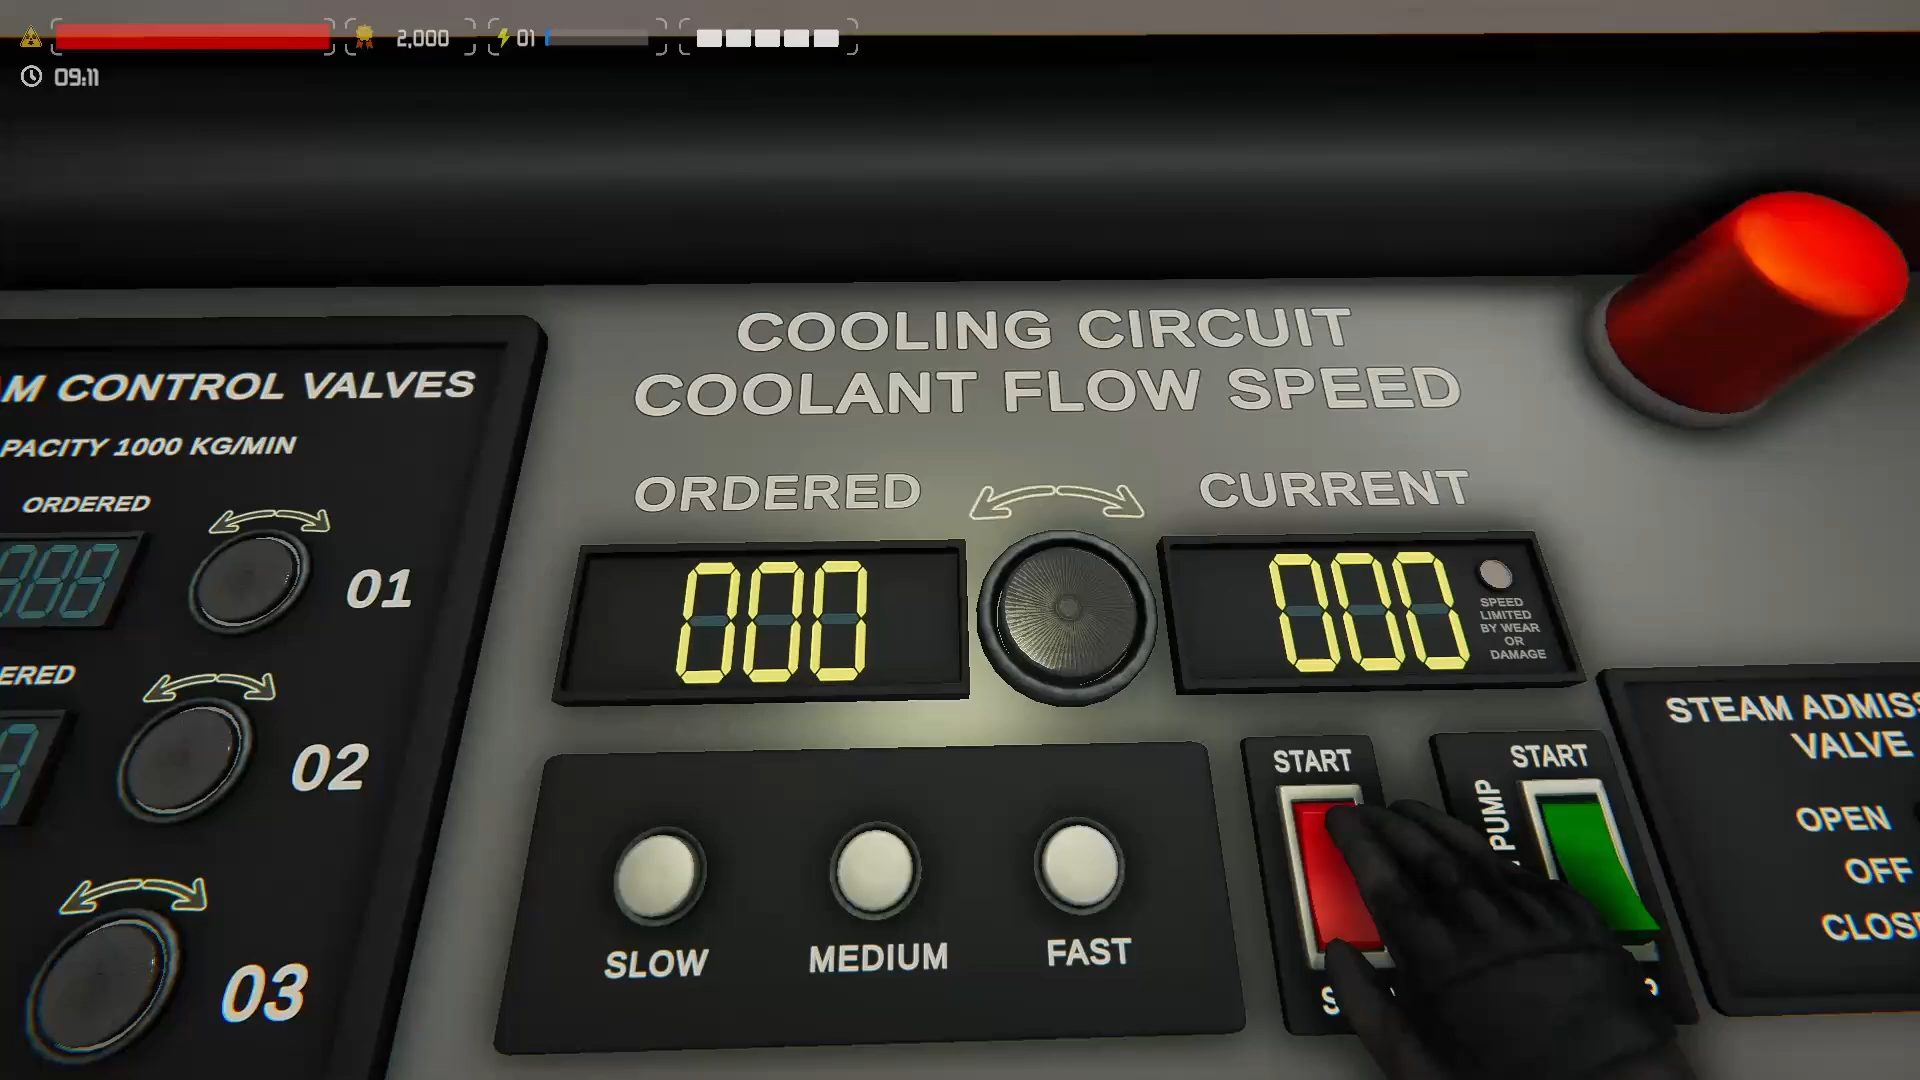 2,000
01
09:11
COOLING CIRCUIT
COOLANT FLOW SPEED
M CONTROL VALVES
PACITY 1000 KG/MIN
ORDERED
01
ERED
02
03
ORDERED
CURRENT
000
000
SPEED
LIMITED
BY WEAR
OR
DAMAGE
SLOW
MEDIUM
FAST
START
START
PUMP
STEAM ADMISS
VALVE
OPEN
OFF
CLOSE